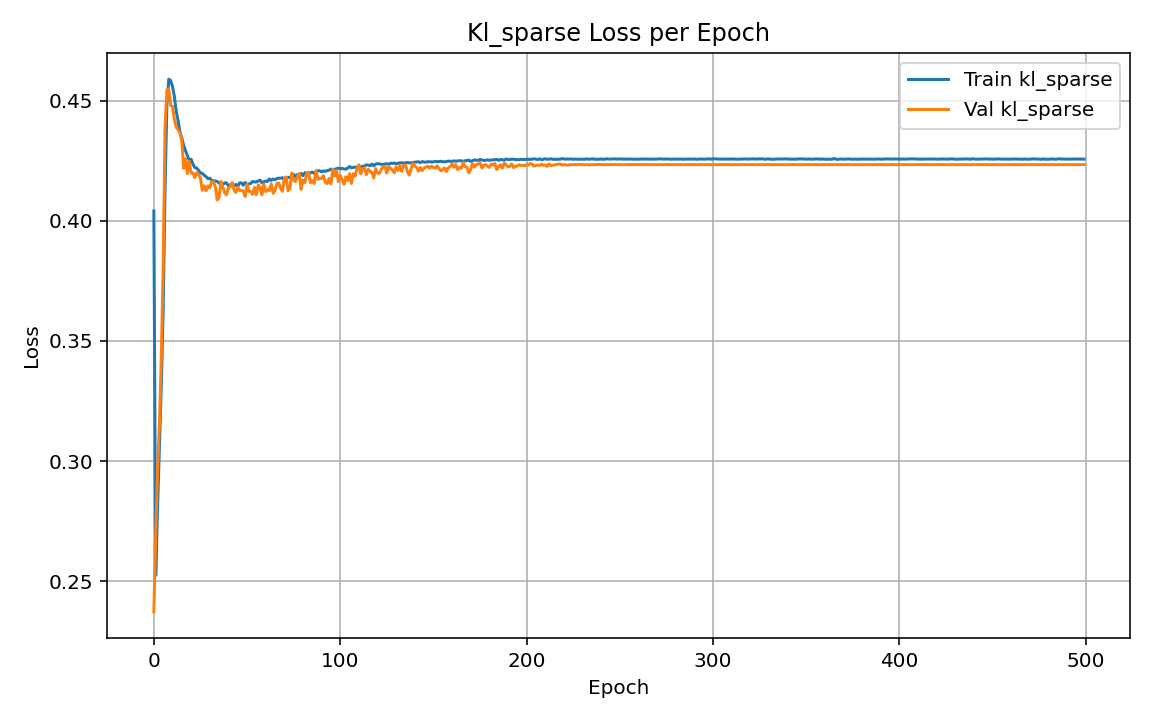 Kl_sparse Loss per Epoch
Train kl_sparse
Val kl_sparse
Loss
0.45
0.40
0.35
0.30
0.25
0
100
200
300
400
500
Epoch